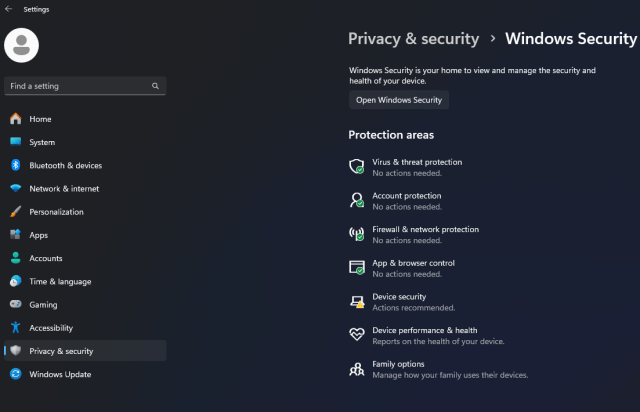 Settings
Find a setting
Home
System
Bluetooth & devices
Network & internet
Personalization
Apps
Accounts
Time & language
Gaming
Accessibility
Privacy & security
Windows Update
Privacy & security > Windows Security
Windows Security is your home to view and manage the security and
health of your device.
Open Windows Security
Protection areas
Virus & threat protection
No actions needed.
Account protection
No actions needed.
Firewall & network protection
No actions needed.
App & browser control
No actions needed.
Device security
Actions recommended.
Device performance & health
Reports on the health of your device.
Family options
Manage how your family uses their devices.